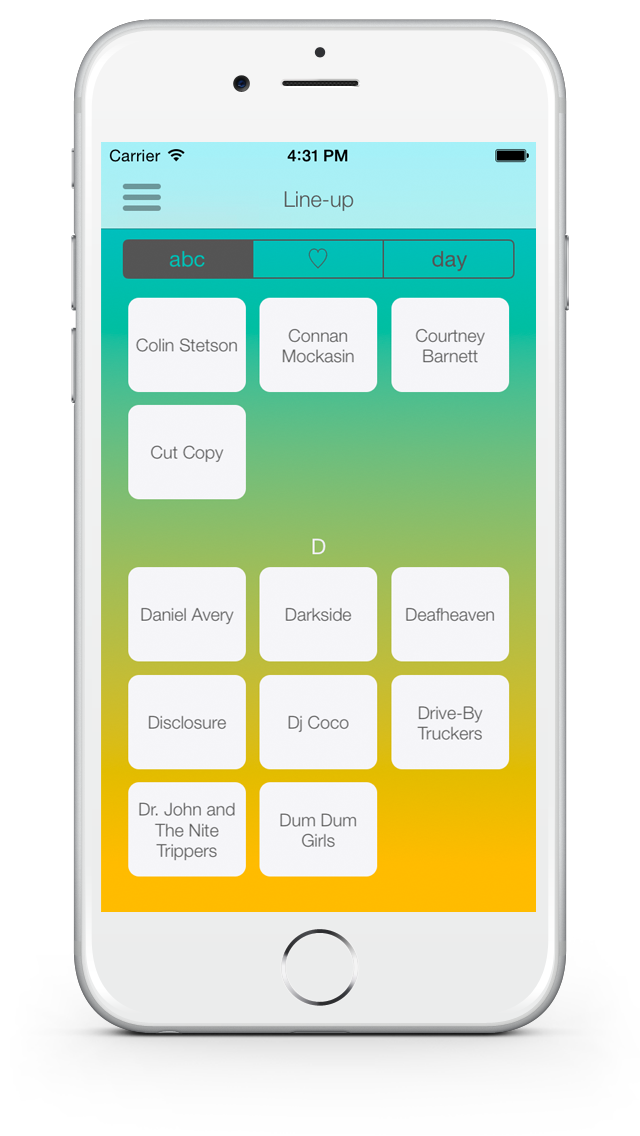 Carrier 4:31 PM
Line-up
abc ♡ day
Colin Stetson
Connan
Mockasin
Courtney
Barnett
Cut Copy
D
Daniel Avery
Darkside
Deafheaven
Disclosure
Dj Coco
Drive-By
Truckers
Dr. John and
The Nite
Trippers
Dum Dum
Girls